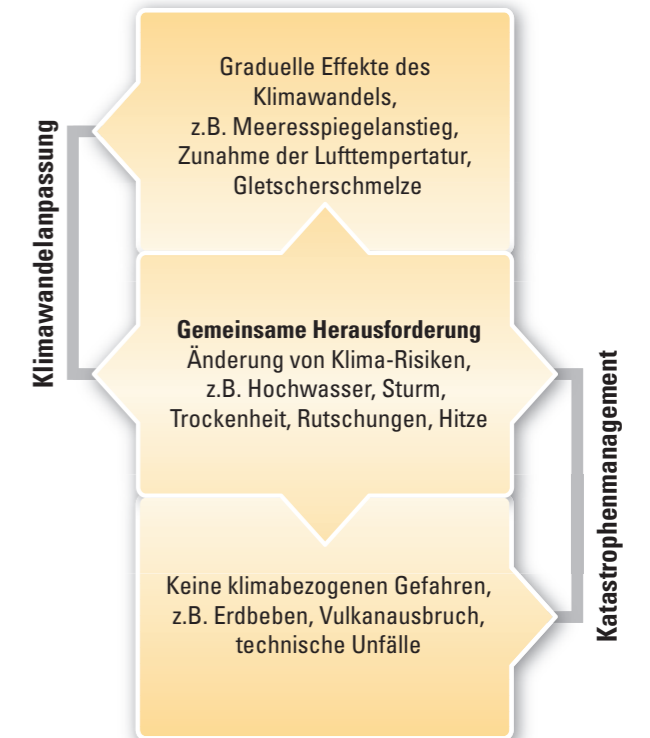 Graduelle Effekte des
Klimawandels,
z.B. Meeresspiegelanstieg,
Zunahme der Lufttempertatur,
Gletscherschmelze
Klimawandelanpassung
Gemeinsame Herausforderung
Änderung von Klima-Risiken,
z.B. Hochwasser, Sturm,
Trockenheit, Rutschungen, Hitze
Katastrophenmanagement
Keine klimabezogenen Gefahren,
z.B. Erdbeben, Vulkanausbruch,
technische Unfälle